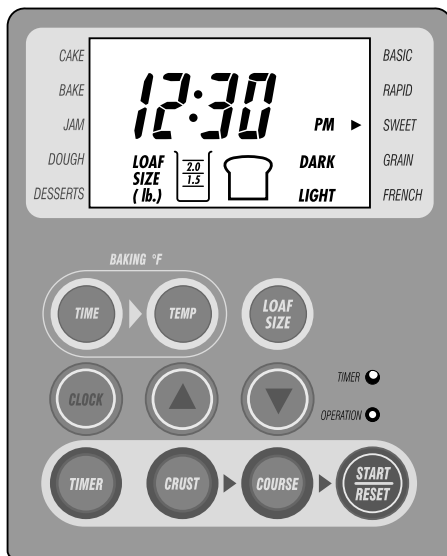 CAKE
BAKE
JAM
DOUGH
DESSERTS
12:30
PM
LOAF
SIZE
(lb.)
2.0
1.5
DARK
LIGHT
BASIC
RAPID
SWEET
GRAIN
FRENCH
BAKING °F
TIME
TEMP
LOAF
SIZE
CLOCK
TIMER
OPERATION
TIMER
CRUST
COURSE
START
RESET